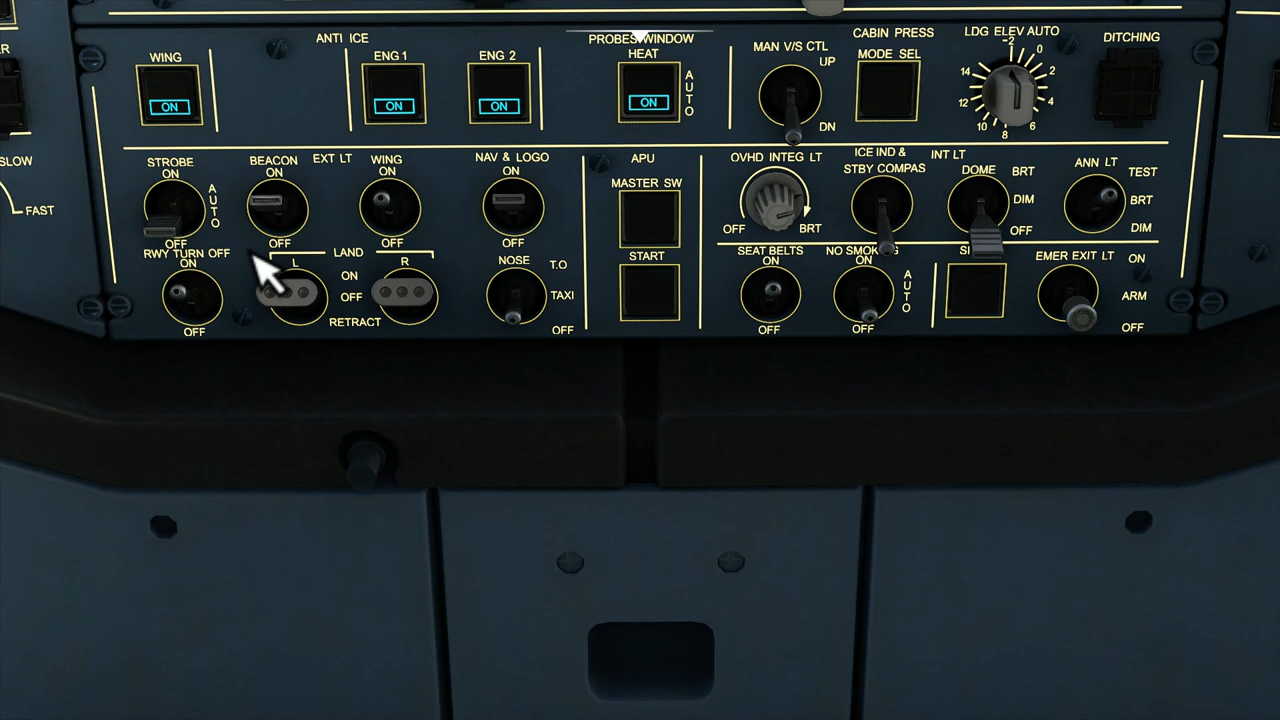 ANTI ICE
PROBES/WINDOW
HEAT
CABIN PRESS
LDG ELEV AUTO
DITCHING
WING
ENG 1
ENG 2
MAN V/S CTL
UP
DN
MODE SEL
-2
0
2
4
6
8
10
12
14
ON
ON
ON
ON
AUTO
SLOW
FAST
STROBE
ON
AUTO
OFF
BEACON
ON
OFF
EXT LT
WING
ON
OFF
NAV & LOGO
ON
OFF
APU
MASTER SW
START
OVHD INTEG LT
OFF
BRT
ICE IND &
STBY COMPAS
INT LT
DOME
BRT
DIM
OFF
ANN LT
TEST
BRT
DIM
RWY TURN OFF
ON
OFF
LAND
L
R
ON
OFF
RETRACT
NOSE
T.O
TAXI
OFF
SEAT BELTS
ON
OFF
ON
AUTO
OFF
EMER EXIT LT
ON
ARM
OFF